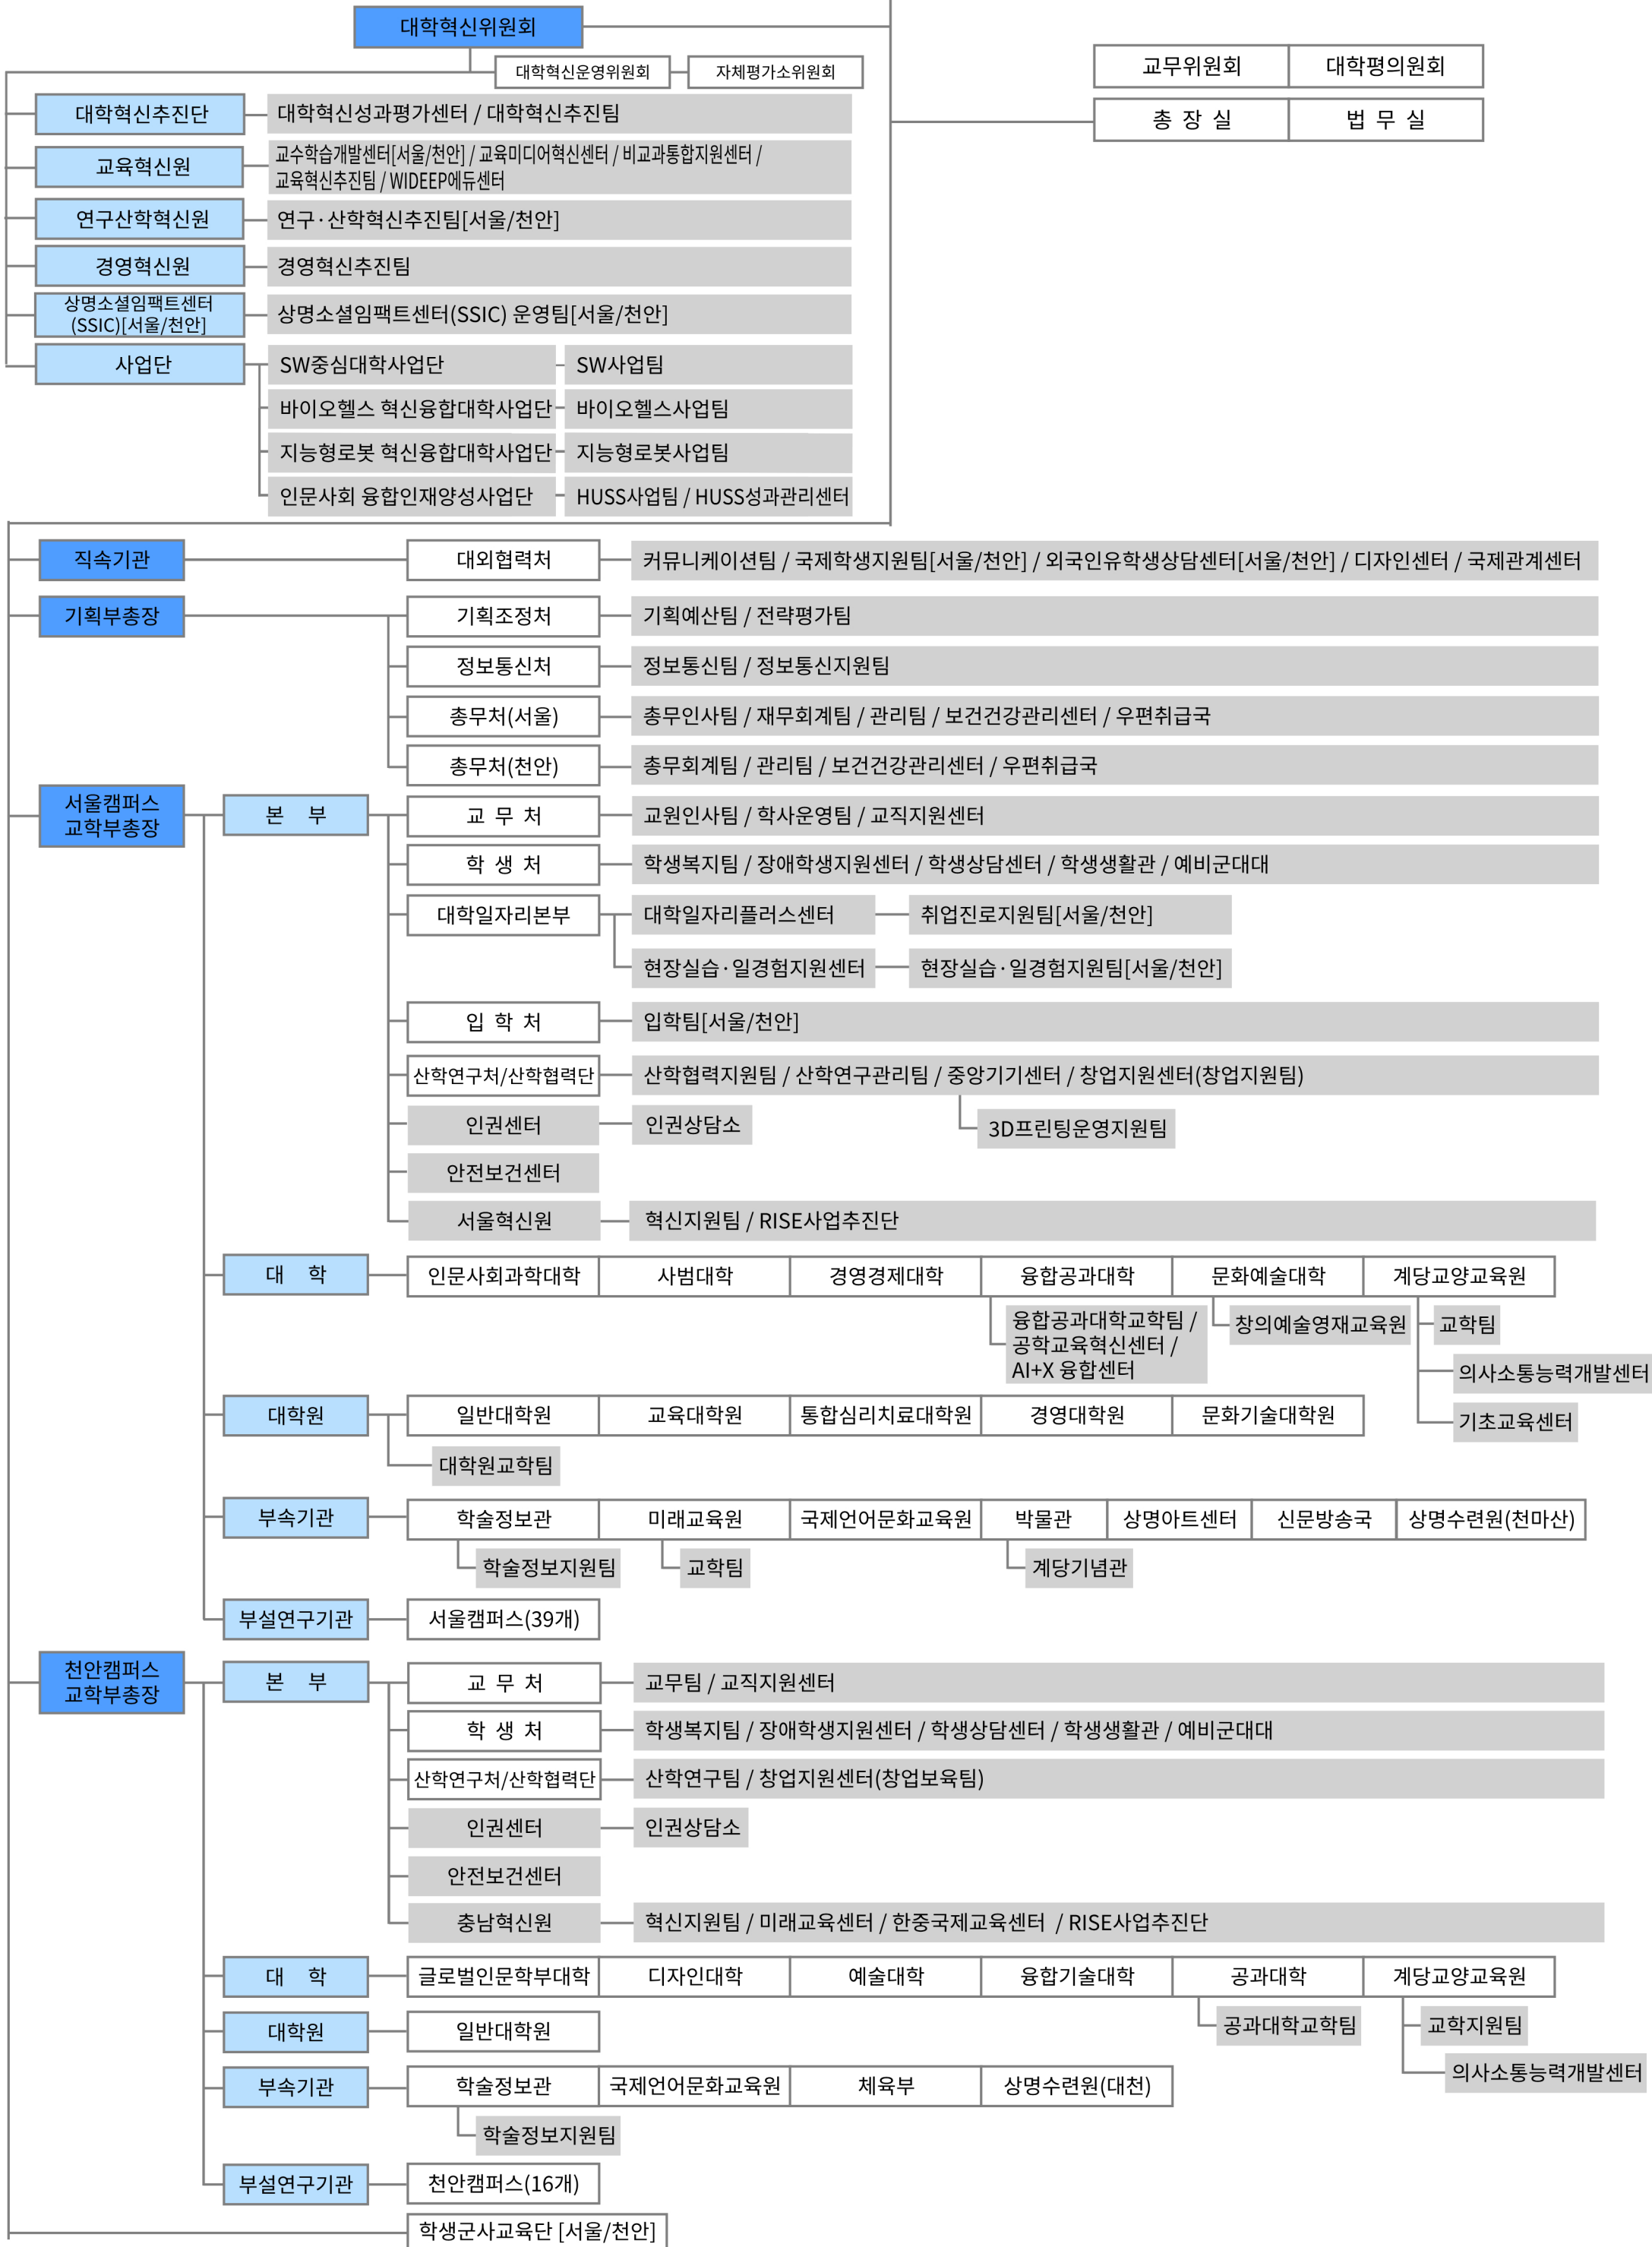 대학혁신위원회
대학혁신운영위원회
자체평가소위원회
교무위원회
대학평의원회
총 장 실
법 무 실
대학혁신추진단
대학혁신성과평가센터 / 대학혁신추진팀
교육혁신원
교수학습개발센터[서울/천안] / 교육미디어혁신센터 / 비교과통합지원센터 /
교육혁신추진팀 / WIDEEP에듀센터
연구산학혁신원
연구·산학혁신추진팀[서울/천안]
경영혁신원
경영혁신추진팀
상명소셜임팩트센터
(SSIC)[서울/천안]
상명소셜임팩트센터(SSIC) 운영팀[서울/천안]
사업단
SW중심대학사업단
SW사업팀
바이오헬스 혁신융합대학사업단
바이오헬스사업팀
지능형로봇 혁신융합대학사업단
지능형로봇사업팀
인문사회 융합인재양성사업단
HUSS사업팀 / HUSS성과관리센터
직속기관
대외협력처
커뮤니케이션팀 / 국제학생지원팀[서울/천안] / 외국인유학생상담센터[서울/천안] / 디자인센터 / 국제관계센터
기획부총장
기획조정처
기획예산팀 / 전략평가팀
정보통신처
정보통신팀 / 정보통신지원팀
총무처(서울)
총무인사팀 / 재무회계팀 / 관리팀 / 보건건강관리센터 / 우편취급국
총무처(천안)
총무회계팀 / 관리팀 / 보건건강관리센터 / 우편취급국
서울캠퍼스
교학부총장
본 부
교 무 처
교원인사팀 / 학사운영팀 / 교직지원센터
학 생 처
학생복지팀 / 장애학생지원센터 / 학생상담센터 / 학생생활관 / 예비군대대
대학일자리본부
대학일자리플러스센터
취업진로지원팀[서울/천안]
현장실습·일경험지원센터
현장실습·일경험지원팀[서울/천안]
입 학 처
입학팀[서울/천안]
산학연구처/산학협력단
산학협력지원팀 / 산학연구관리팀 / 중앙기기센터 / 창업지원센터(창업지원팀)
인권센터
인권상담소
3D프린팅운영지원팀
안전보건센터
서울혁신원
혁신지원팀 / RISE사업추진단
대 학
인문사회과학대학
사범대학
경영경제대학
융합공과대학
문화예술대학
계당교양교육원
융합공과대학교학팀 /
공학교육혁신센터 /
AI+X 융합센터
창의예술영재교육원
교학팀
의사소통능력개발센터
기초교육센터
대학원
일반대학원
교육대학원
통합심리치료대학원
경영대학원
문화기술대학원
대학원교학팀
부속기관
학술정보관
미래교육원
국제언어문화교육원
박물관
상명아트센터
신문방송국
상명수련원(천마산)
학술정보지원팀
교학팀
계당기념관
부설연구기관
서울캠퍼스(39개)
천안캠퍼스
교학부총장
본 부
교 무 처
교무팀 / 교직지원센터
학 생 처
학생복지팀 / 장애학생지원센터 / 학생상담센터 / 학생생활관 / 예비군대대
산학연구처/산학협력단
산학연구팀 / 창업지원센터(창업보육팀)
인권센터
인권상담소
안전보건센터
충남혁신원
혁신지원팀 / 미래교육센터 / 한중국제교육센터 / RISE사업추진단
대 학
글로벌인문학부대학
디자인대학
예술대학
융합기술대학
공과대학
계당교양교육원
공과대학교학팀
교학지원팀
의사소통능력개발센터
대학원
일반대학원
부속기관
학술정보관
국제언어문화교육원
체육부
상명수련원(대천)
학술정보지원팀
부설연구기관
천안캠퍼스(16개)
학생군사교육단 [서울/천안]